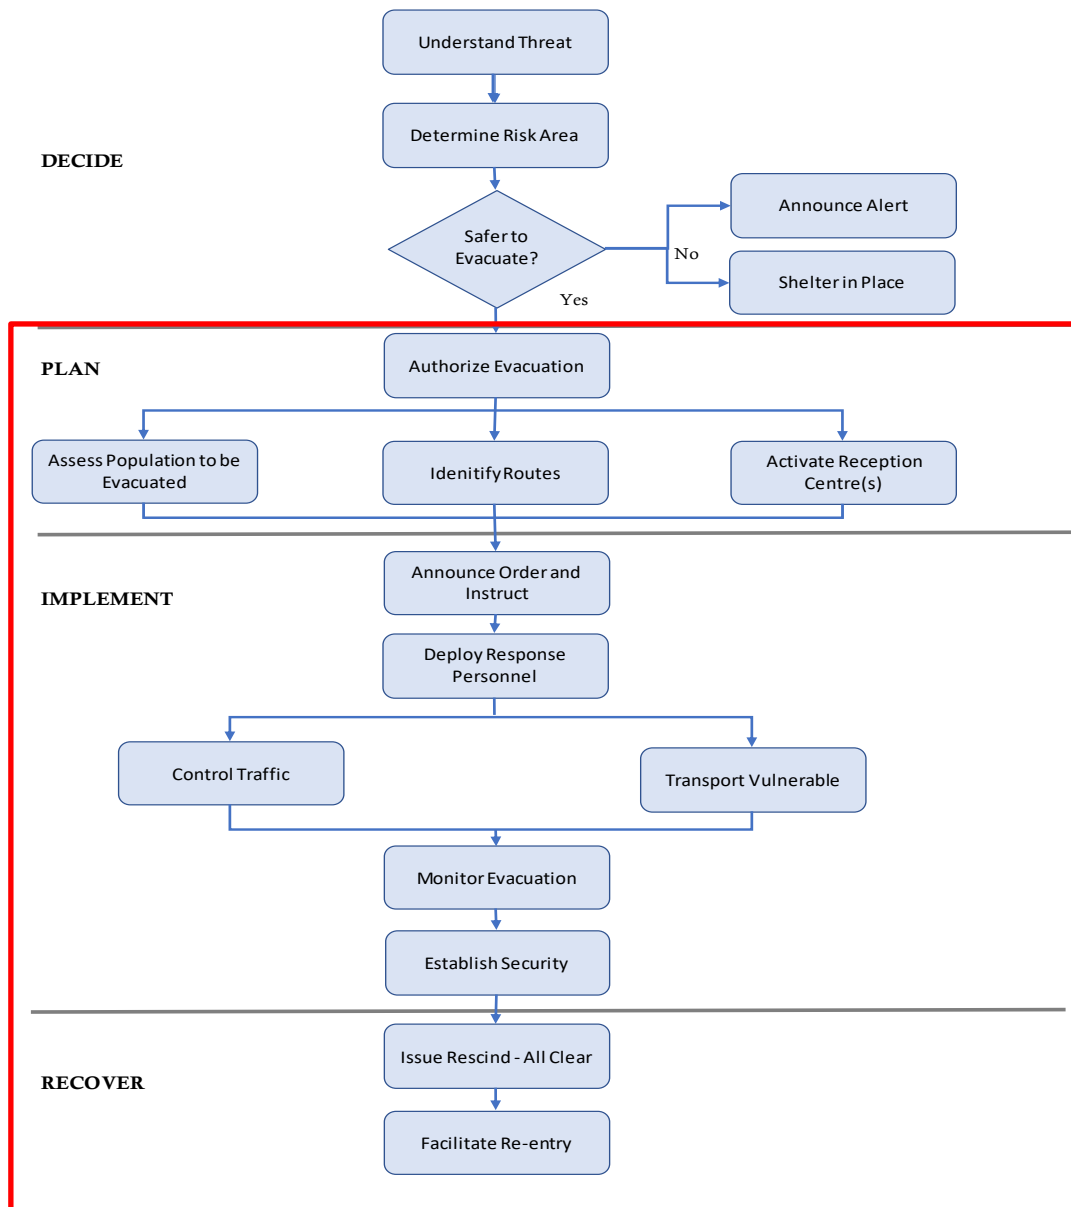 Understand Threat
Determine Risk Area
DECIDE
Safer to
Evacuate?
Announce Alert
No
Shelter in Place
Yes
PLAN
Authorize Evacuation
Assess Population to be
Evacuated
Idenitify Routes
Activate Reception
Centre(s)
IMPLEMENT
Announce Order and
Instruct
Deploy Response
Personnel
Control Traffic
Transport Vulnerable
Monitor Evacuation
Establish Security
Issue Rescind - All Clear
RECOVER
Facilitate Re-entry